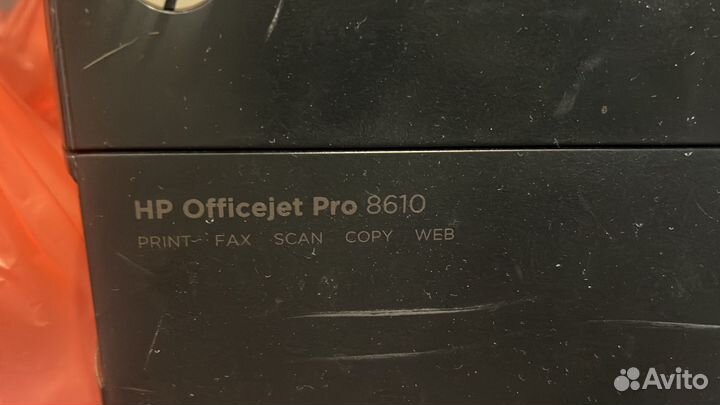 HP Officejet Pro 8610
PRINT FAX SCAN COPY WEB
Avito